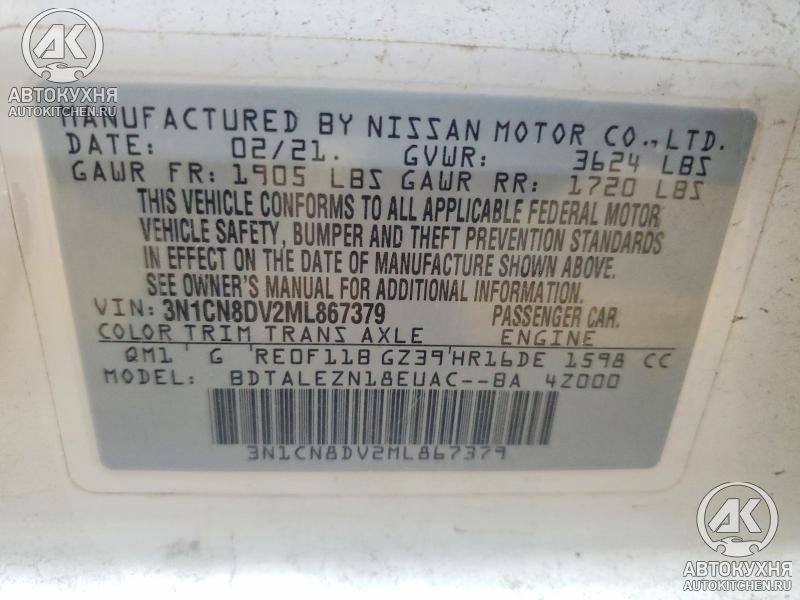 AK
АВТОКУХНЯ
AUTOKITCHEN.RU
MANUFACTURED BY NISSAN MOTOR CO., LTD.
DATE: 02/21. GVWR: 3624 LBS
GAWR FR: 1905 LBS GAWR RR: 1720 LBS
THIS VEHICLE CONFORMS TO ALL APPLICABLE FEDERAL MOTOR
VEHICLE SAFETY, BUMPER AND THEFT PREVENTION STANDARDS
IN EFFECT ON THE DATE OF MANUFACTURE SHOWN ABOVE.
SEE OWNER'S MANUAL FOR ADDITIONAL INFORMATION.
VIN: 3N1CN8DV2ML867379 PASSENGER CAR.
COLOR TRIM TRANS AXLE ENGINE
QM1 G RE0F11B GZ39 HR16DE 1598 CC
MODEL: BDTALEZN18EUAC--BA 4Z000
3N1CN8DV2ML867379
AK
АВТОКУХНЯ
AUTOKITCHEN.RU